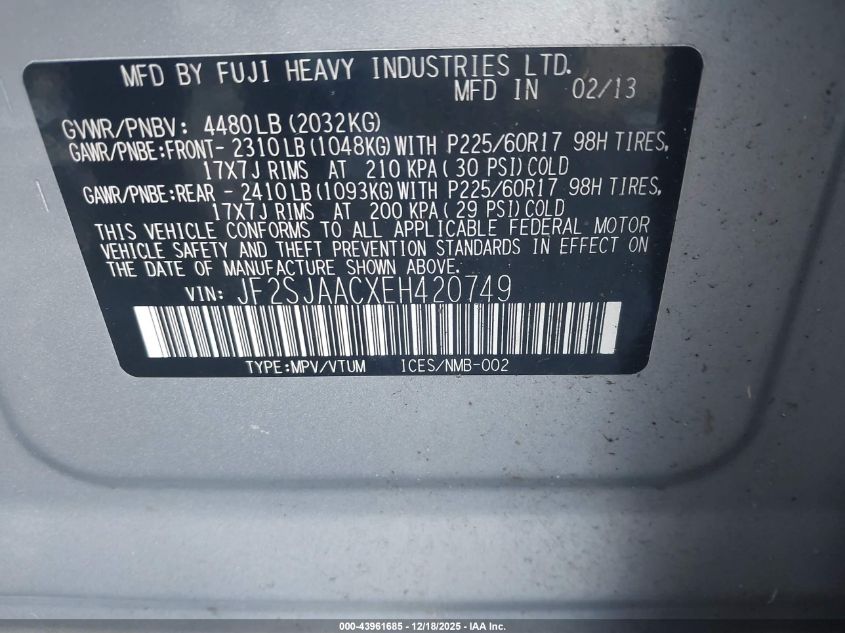 MFD BY FUJI HEAVY INDUSTRIES LTD.
MFD IN 02/13
GVWR/PNBV: 4480LB(2032KG)
GAWR/PNBE:FRONT- 2310LB(1048KG)WITH P225/60R17 98H TIRES,
17X7J RIMS AT 210 KPA( 30 PSI)COLD
GAWR/PNBE:REAR - 2410LB(1093KG)WITH P225/60R17 98H TIRES,
17X7J RIMS AT 200 KPA( 29 PSI)COLD
THIS VEHICLE CONFORMS TO ALL APPLICABLE FEDERAL MOTOR
VEHICLE SAFETY AND THEFT PREVENTION STANDARDS IN EFFECT ON
THE DATE OF MANUFACTURE SHOWN ABOVE.
VIN: JF2SJAACXEH420749
TYPE:MPV/VTUM ICES/NMB-002
000-43961685 - 12/18/2025 - IAA Inc.